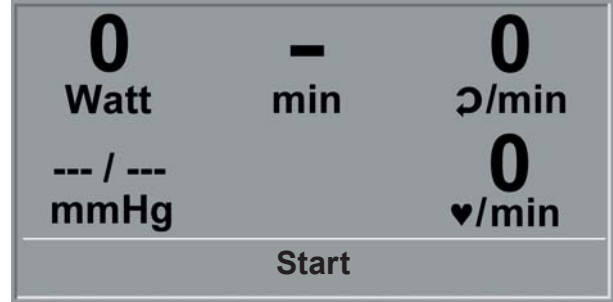 0 – 0
Watt min ⊃/min
--- / --- 0
mmHg ♥/min
Start